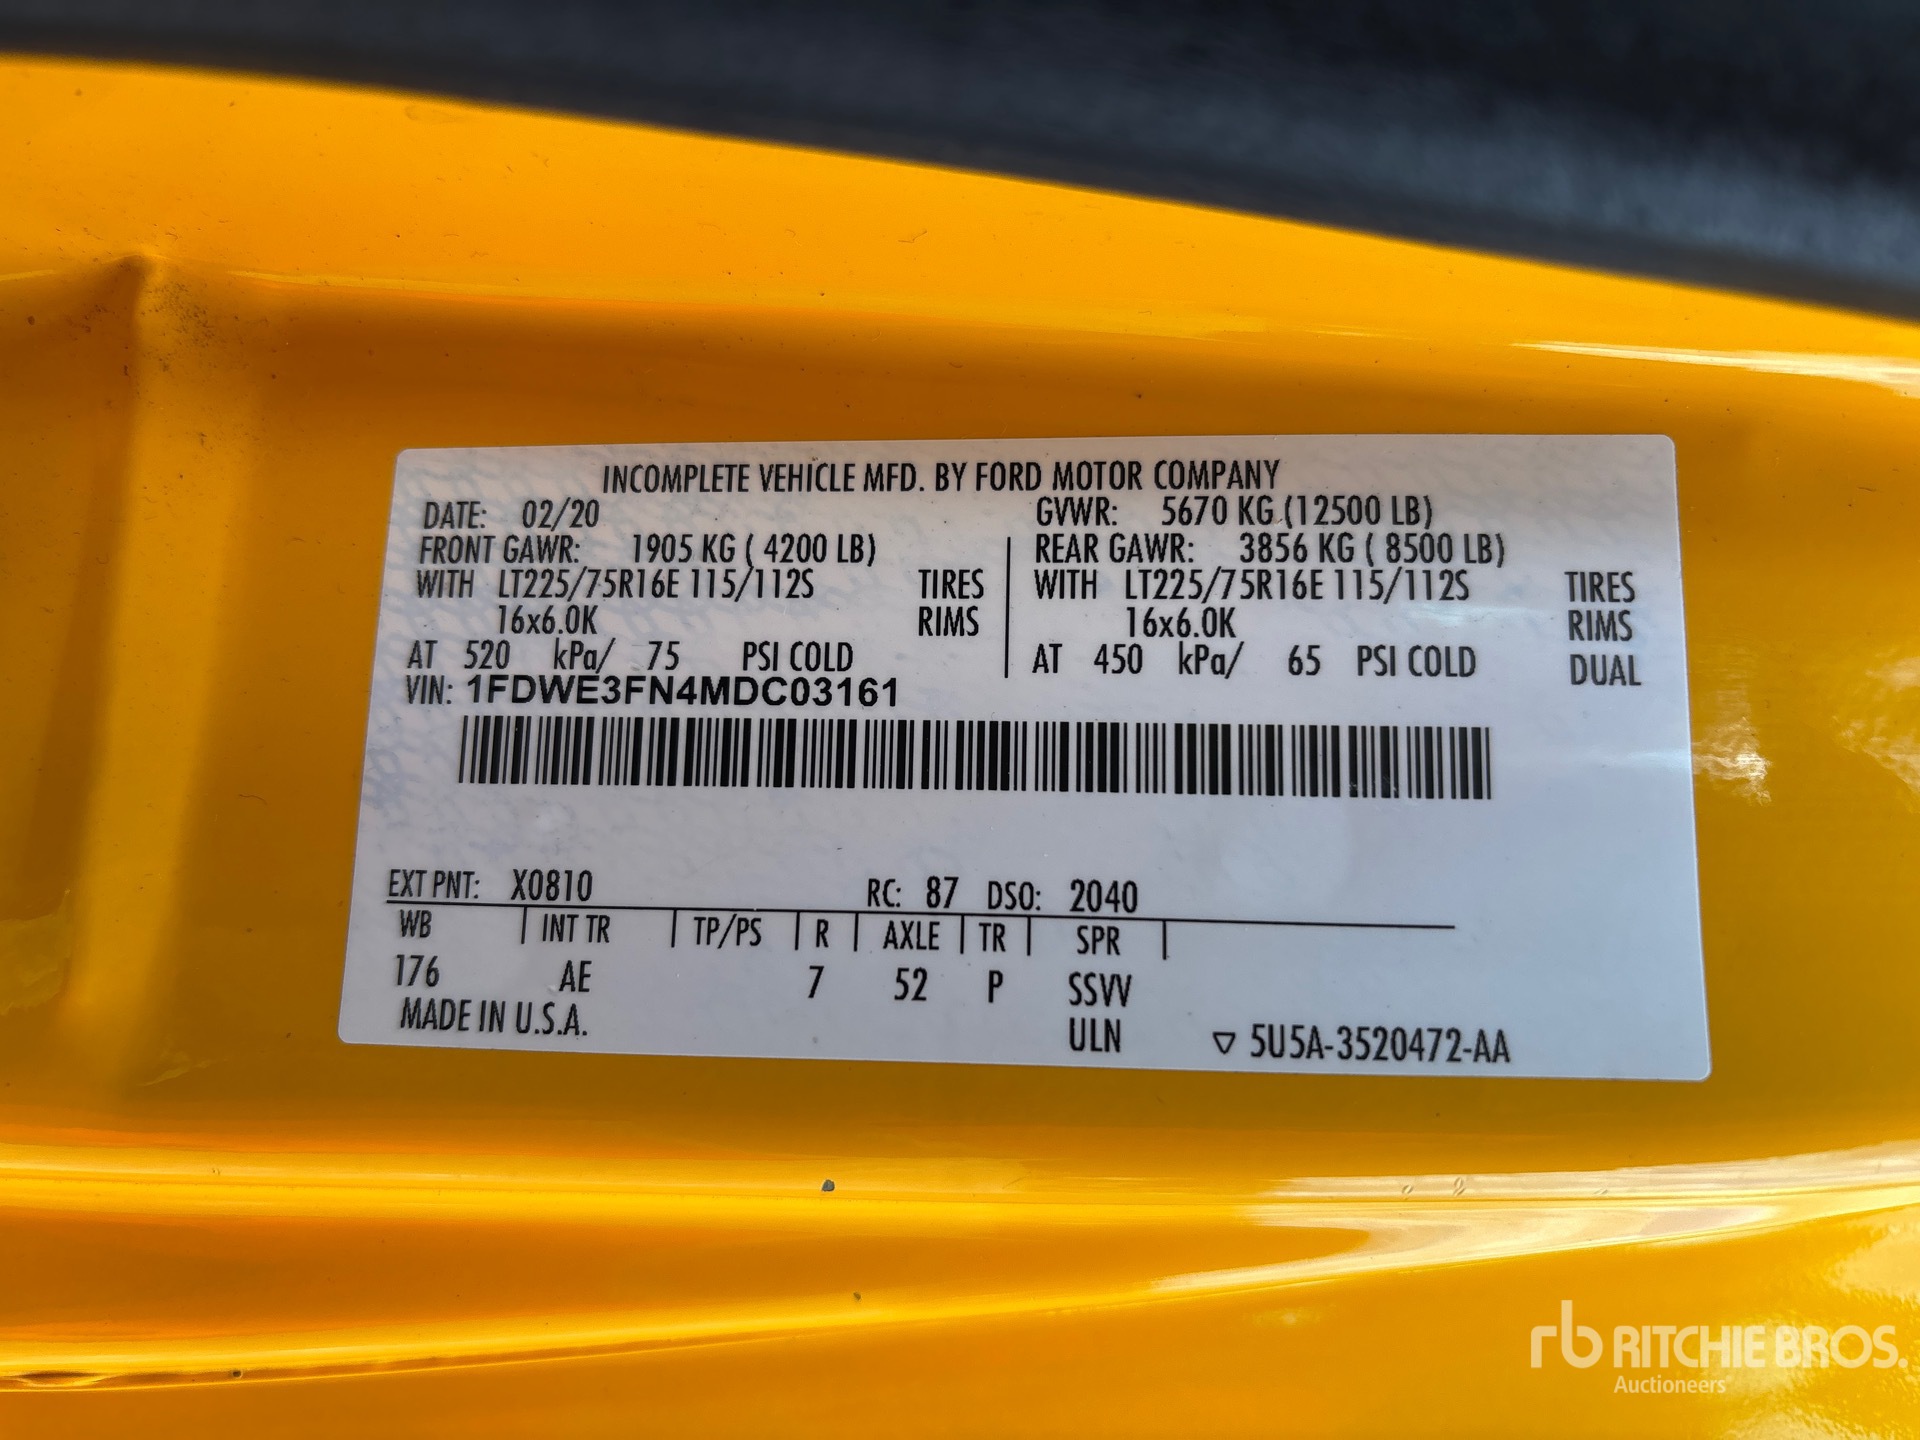 INCOMPLETE VEHICLE MFD. BY FORD MOTOR COMPANY
DATE: 02/20 GVWR: 5670 KG (12500 LB)
FRONT GAWR: 1905 KG ( 4200 LB) REAR GAWR: 3856 KG ( 8500 LB)
WITH LT225/75R16E 115/112S TIRES WITH LT225/75R16E 115/112S TIRES
16x6.0K RIMS 16x6.0K RIMS
AT 520 kPa/ 75 PSI COLD AT 450 kPa/ 65 PSI COLD DUAL
VIN: 1FDWE3FN4MDC03161
EXT PNT: X0810 RC: 87 DSO: 2040
WB INT TR TP/PS R AXLE TR SPR
176 AE 7 52 P SSVV
MADE IN U.S.A. ULN ▽ 5U5A-3520472-AA
rb RITCHIE BROS.
Auctioneers